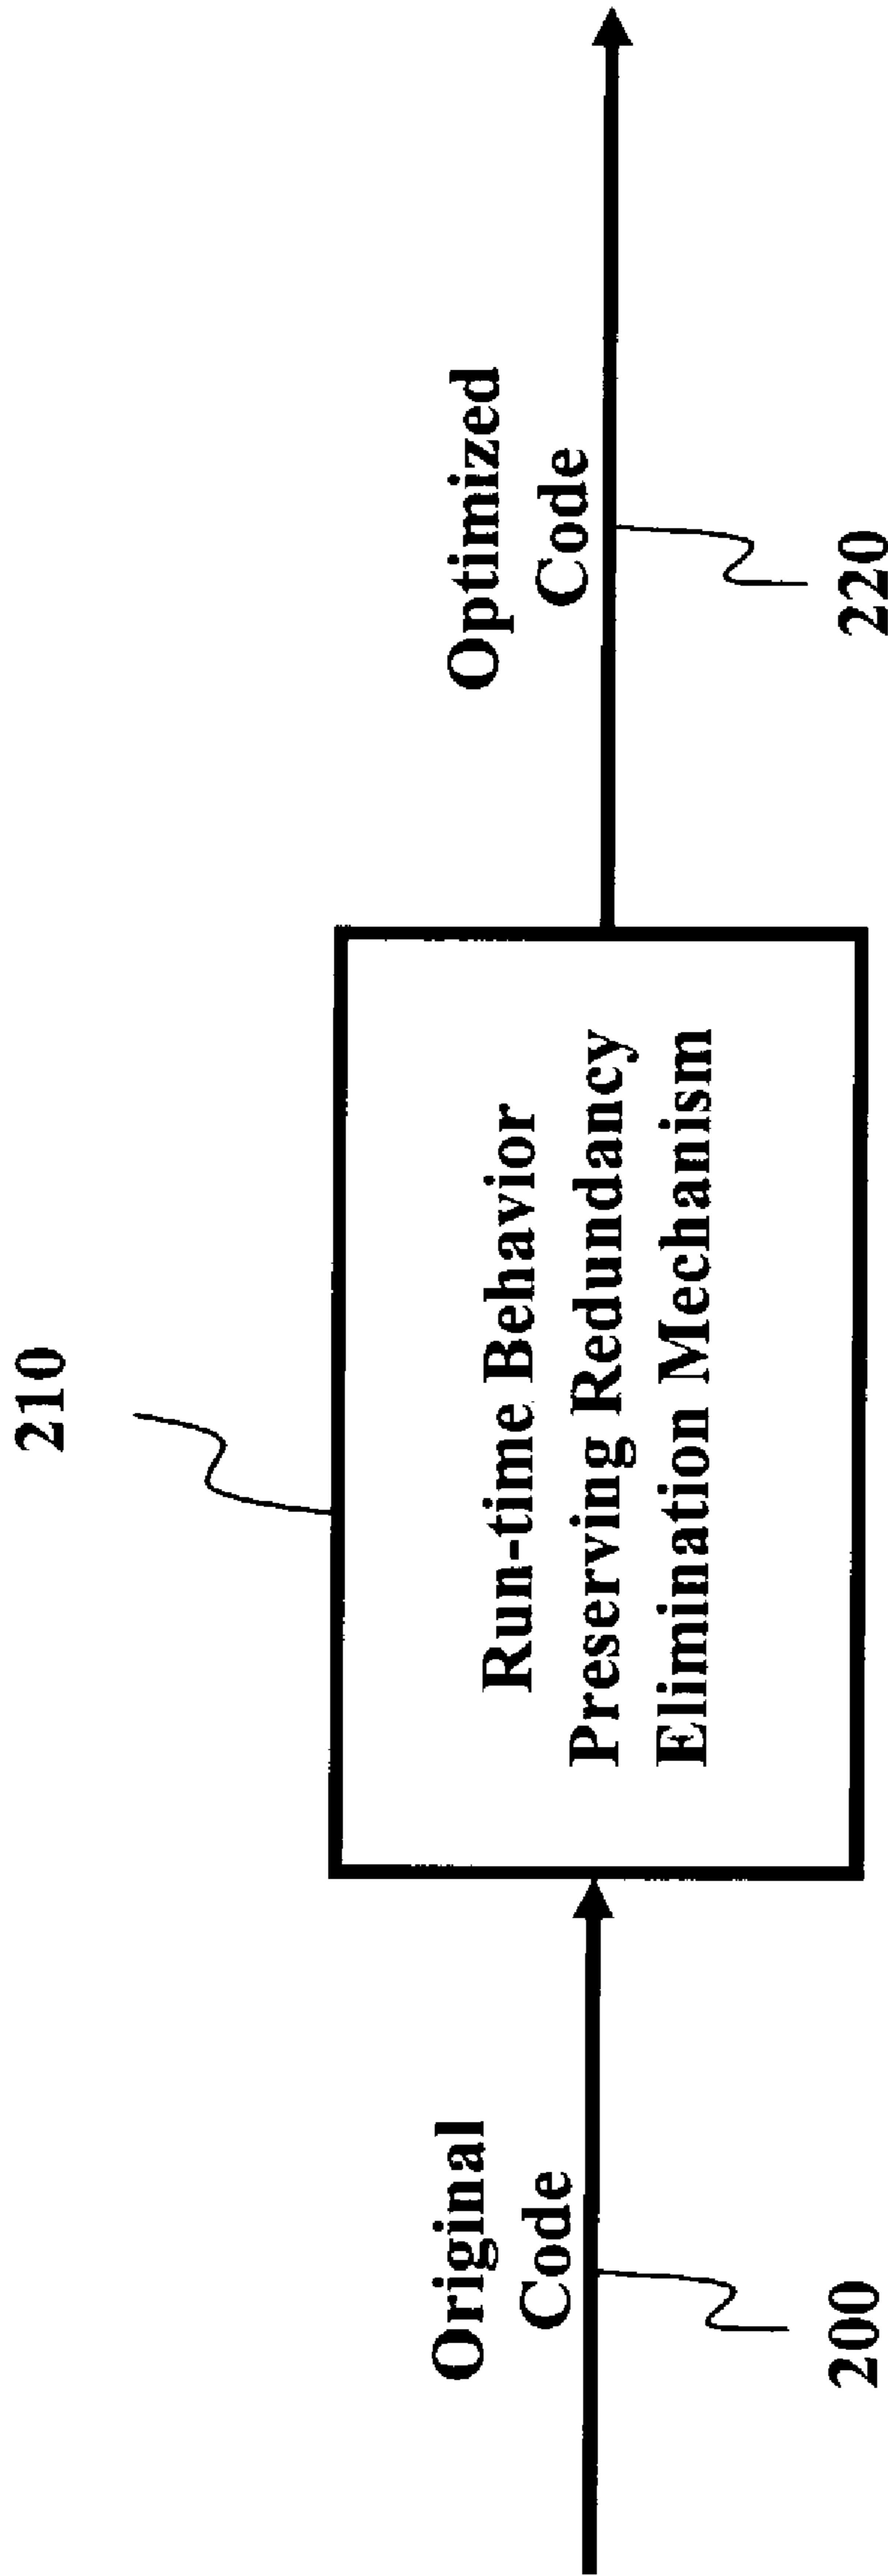 210
Original
Code
200
Run-time Behavior
Preserving Redundancy
Elimination Mechanism
Optimized
Code
220